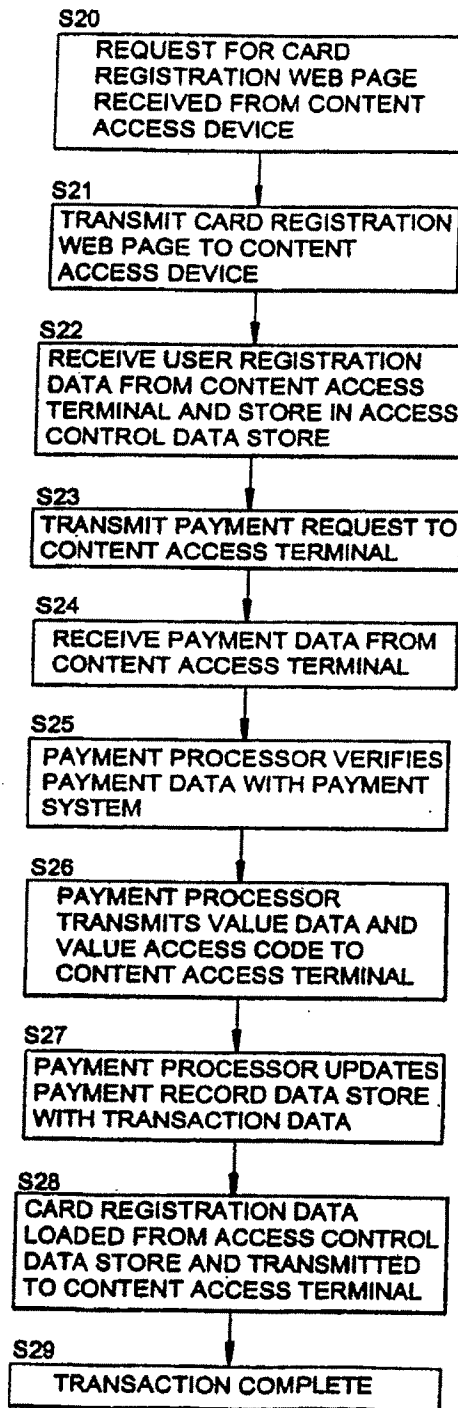 S20
REQUEST FOR CARD
REGISTRATION WEB PAGE
RECEIVED FROM CONTENT
ACCESS DEVICE
S21
TRANSMIT CARD REGISTRATION
WEB PAGE TO CONTENT
ACCESS DEVICE
S22
RECEIVE USER REGISTRATION
DATA FROM CONTENT ACCESS
TERMINAL AND STORE IN ACCESS
CONTROL DATA STORE
S23
TRANSMIT PAYMENT REQUEST TO
CONTENT ACCESS TERMINAL
S24
RECEIVE PAYMENT DATA FROM
CONTENT ACCESS TERMINAL
S25
PAYMENT PROCESSOR VERIFIES
PAYMENT DATA WITH PAYMENT
SYSTEM
S26
PAYMENT PROCESSOR
TRANSMITS VALUE DATA AND
VALUE ACCESS CODE TO
CONTENT ACCESS TERMINAL
S27
PAYMENT PROCESSOR UPDATES
PAYMENT RECORD DATA STORE
WITH TRANSACTION DATA
S28
CARD REGISTRATION DATA
LOADED FROM ACCESS CONTROL
DATA STORE AND TRANSMITTED
TO CONTENT ACCESS TERMINAL
S29
TRANSACTION COMPLETE